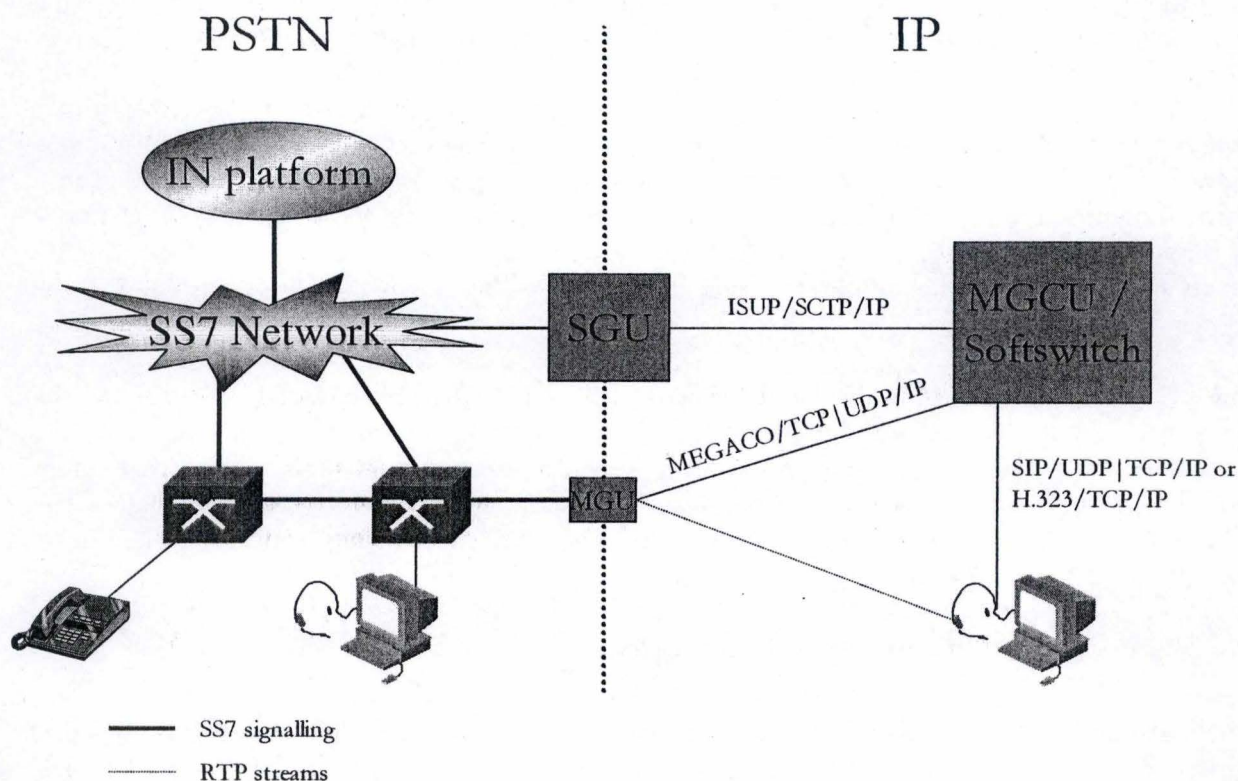 PSTN
IP
IN platform
SS7 Network
SGU
ISUP/SCTP/IP
MGCU /
Softswitch
MEGACO/TCP|UDP/IP
SIP/UDP|TCP/IP or
H.323/TCP/IP
MGU
SS7 signalling
RTP streams